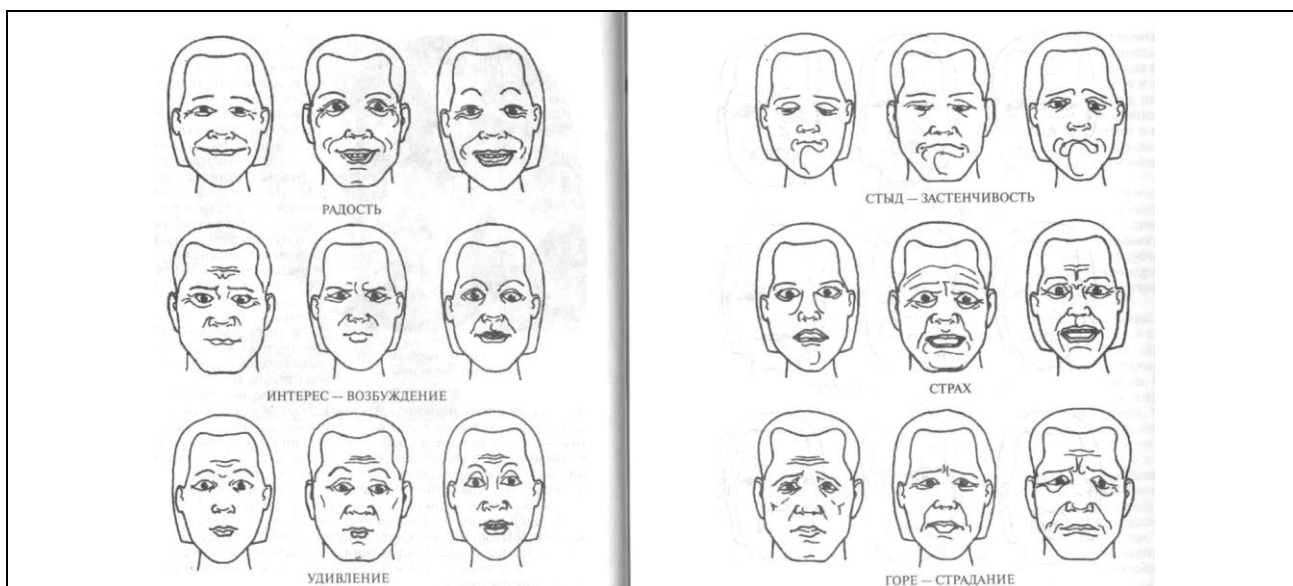 РАДОСТЬ
ИНТЕРЕС — ВОЗБУЖДЕНИЕ
УДИВЛЕНИЕ
СТЫД — ЗАСТЕНЧИВОСТЬ
СТРАХ
ГОРЕ — СТРАДАНИЕ